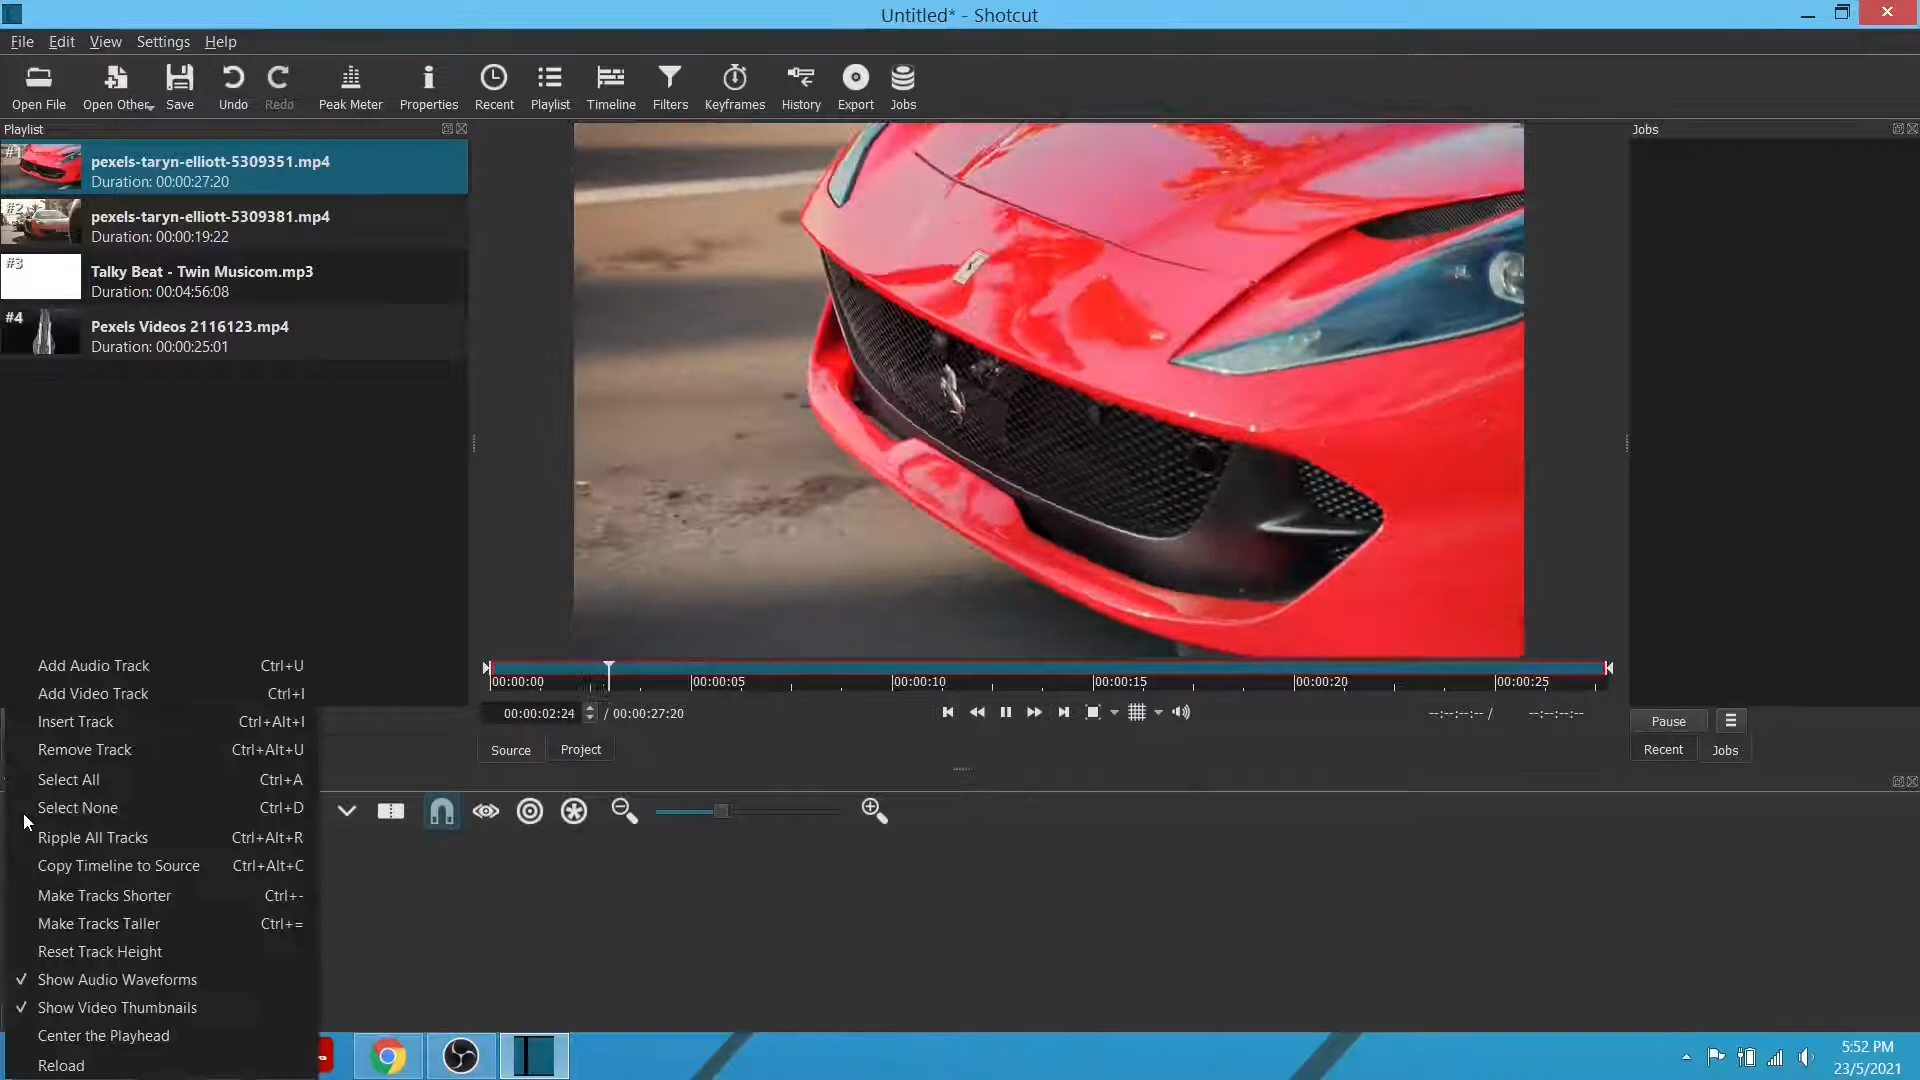 Untitled* - Shotcut
File Edit View Settings Help
Open File Open Other Save Undo Redo Peak Meter Properties Recent Playlist Timeline Filters Keyframes History Export Jobs
Playlist
#1
pexels-taryn-elliott-5309351.mp4
Duration: 00:00:27:20
#2
pexels-taryn-elliott-5309381.mp4
Duration: 00:00:19:22
#3
Talky Beat - Twin Musicom.mp3
Duration: 00:04:56:08
#4
Pexels Videos 2116123.mp4
Duration: 00:00:25:01
Jobs
00:00:00 00:00:05 00:00:10 00:00:15 00:00:20 00:00:25
00:00:02:24 / 00:00:27:20
--:--:--:-- / --:--:--:--
Source Project
Pause
Recent Jobs
Add Audio Track Ctrl+U
Add Video Track Ctrl+I
Insert Track Ctrl+Alt+I
Remove Track Ctrl+Alt+U
Select All Ctrl+A
Select None Ctrl+D
Ripple All Tracks Ctrl+Alt+R
Copy Timeline to Source Ctrl+Alt+C
Make Tracks Shorter Ctrl+-
Make Tracks Taller Ctrl+=
Reset Track Height
✓ Show Audio Waveforms
✓ Show Video Thumbnails
Center the Playhead
Reload
5:52 PM
23/5/2021